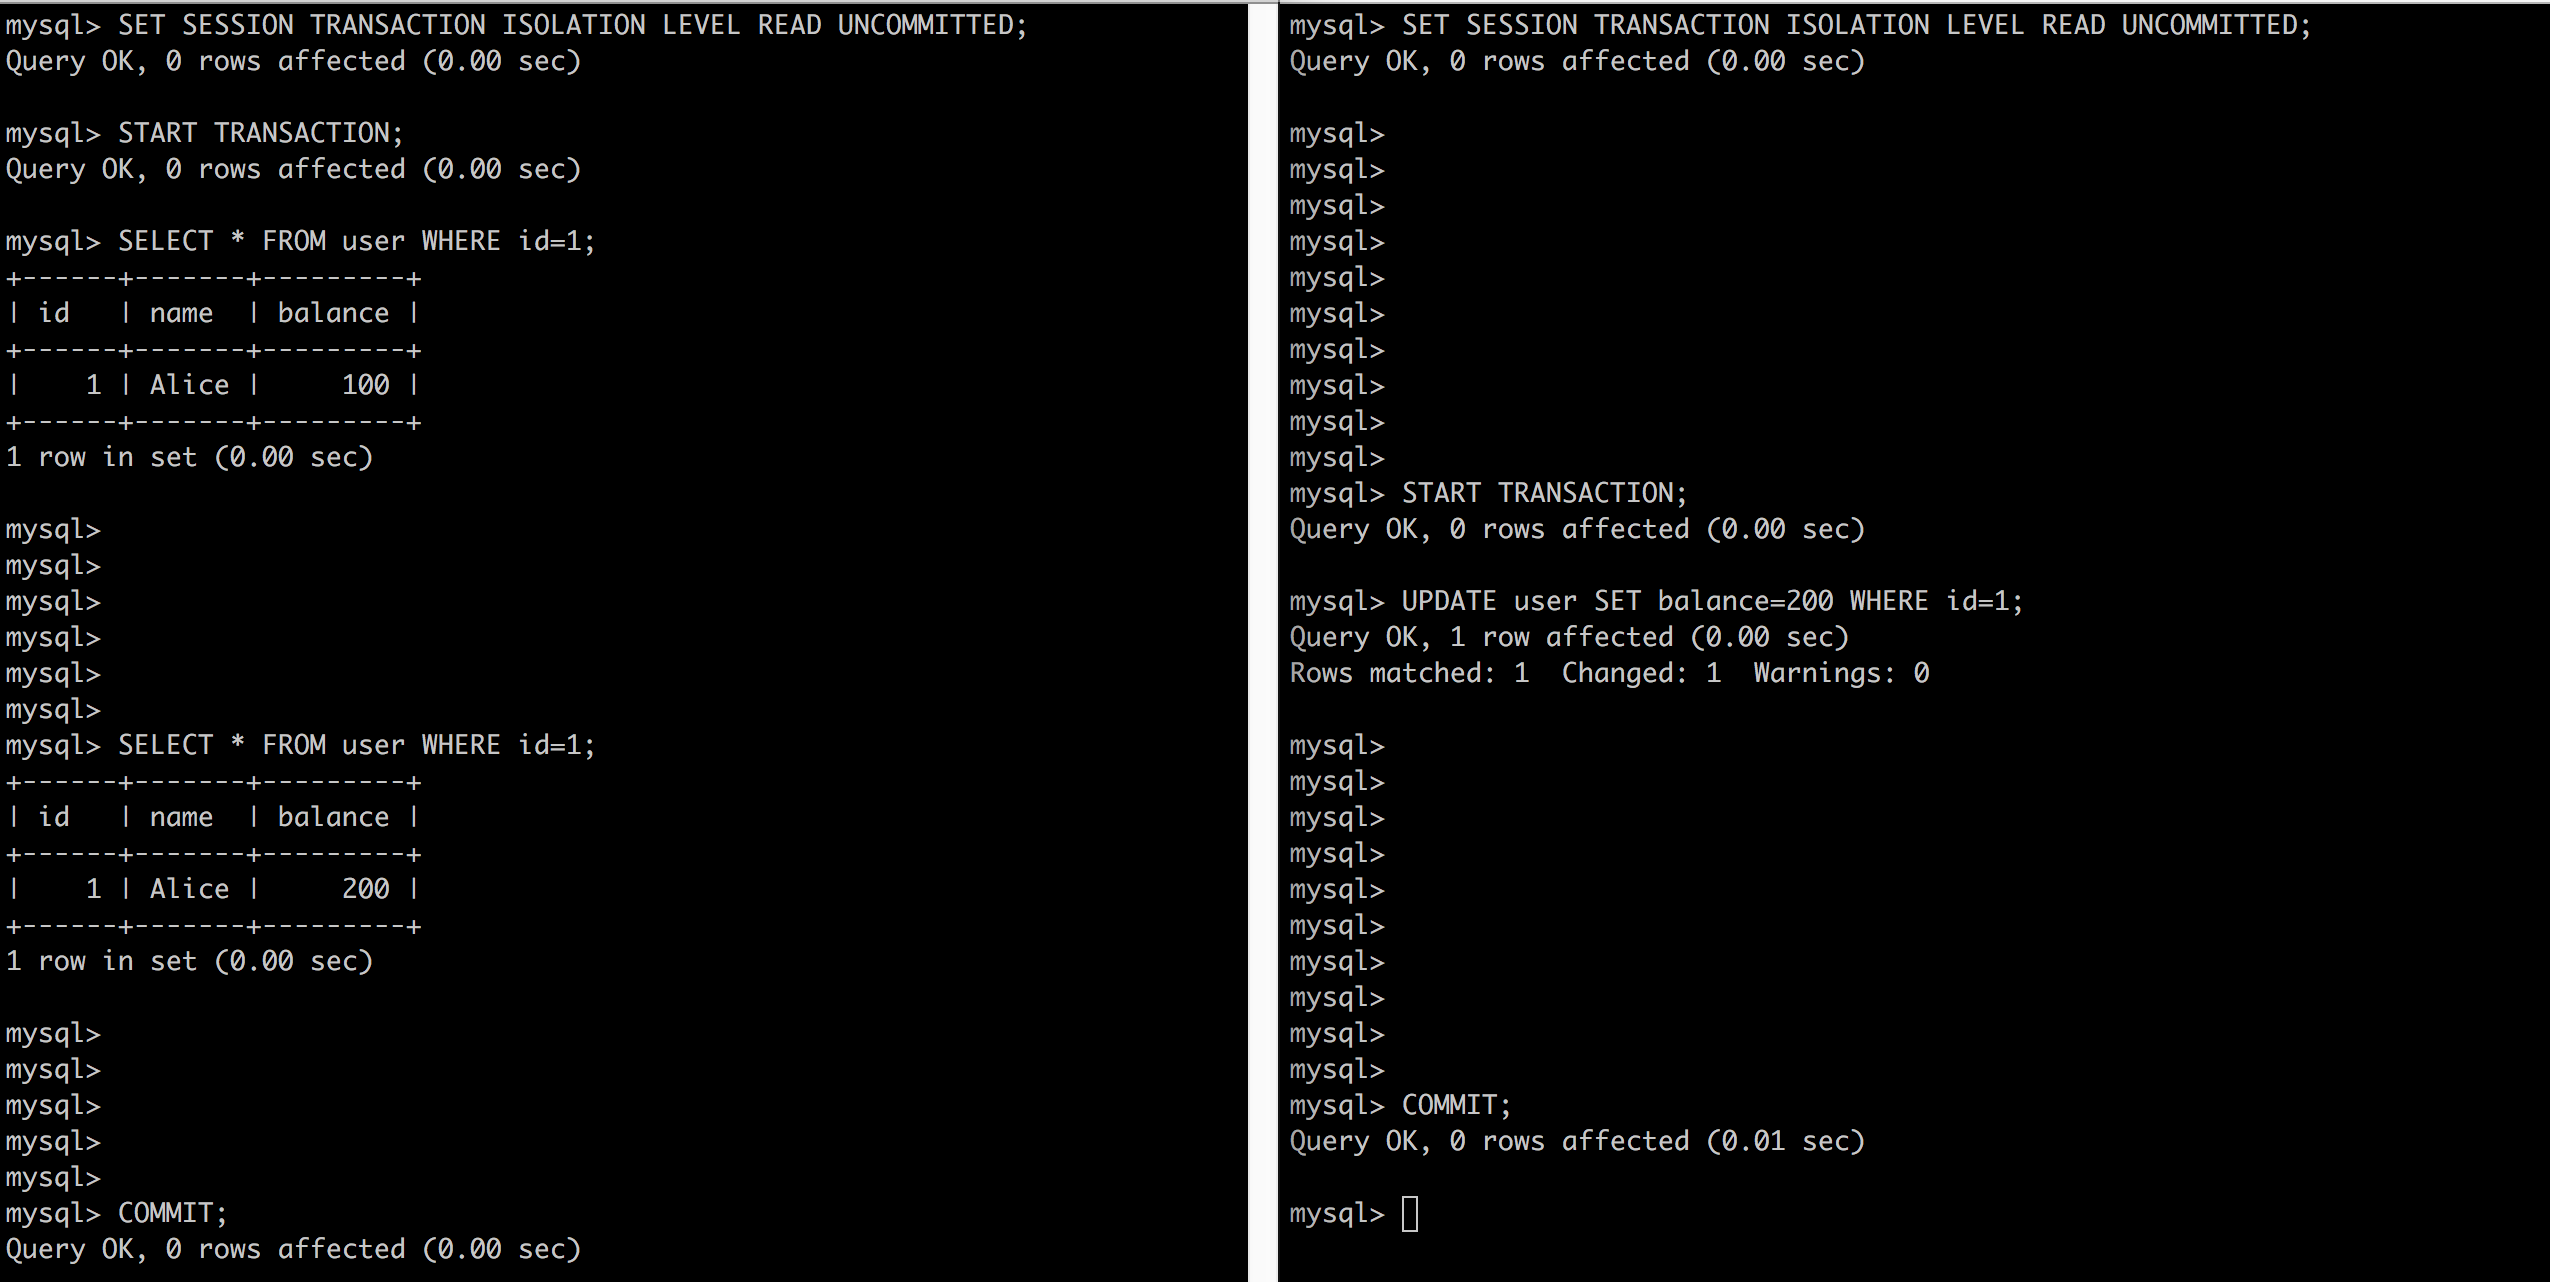 mysql> SET SESSION TRANSACTION ISOLATION LEVEL READ UNCOMMITTED;
Query OK, 0 rows affected (0.00 sec)

mysql> START TRANSACTION;
Query OK, 0 rows affected (0.00 sec)

mysql> SELECT * FROM user WHERE id=1;
+------+-------+---------+
| id   | name  | balance |
+------+-------+---------+
|    1 | Alice |     100 |
+------+-------+---------+
1 row in set (0.00 sec)

mysql>
mysql>
mysql>
mysql>
mysql>
mysql>
mysql> SELECT * FROM user WHERE id=1;
+------+-------+---------+
| id   | name  | balance |
+------+-------+---------+
|    1 | Alice |     200 |
+------+-------+---------+
1 row in set (0.00 sec)

mysql>
mysql>
mysql>
mysql>
mysql>
mysql> COMMIT;
Query OK, 0 rows affected (0.00 sec)

mysql> SET SESSION TRANSACTION ISOLATION LEVEL READ UNCOMMITTED;
Query OK, 0 rows affected (0.00 sec)

mysql>
mysql>
mysql>
mysql>
mysql>
mysql>
mysql>
mysql>
mysql>
mysql>
mysql> START TRANSACTION;
Query OK, 0 rows affected (0.00 sec)

mysql> UPDATE user SET balance=200 WHERE id=1;
Query OK, 1 row affected (0.00 sec)
Rows matched: 1  Changed: 1  Warnings: 0

mysql>
mysql>
mysql>
mysql>
mysql>
mysql>
mysql>
mysql>
mysql>
mysql>
mysql> COMMIT;
Query OK, 0 rows affected (0.01 sec)

mysql>